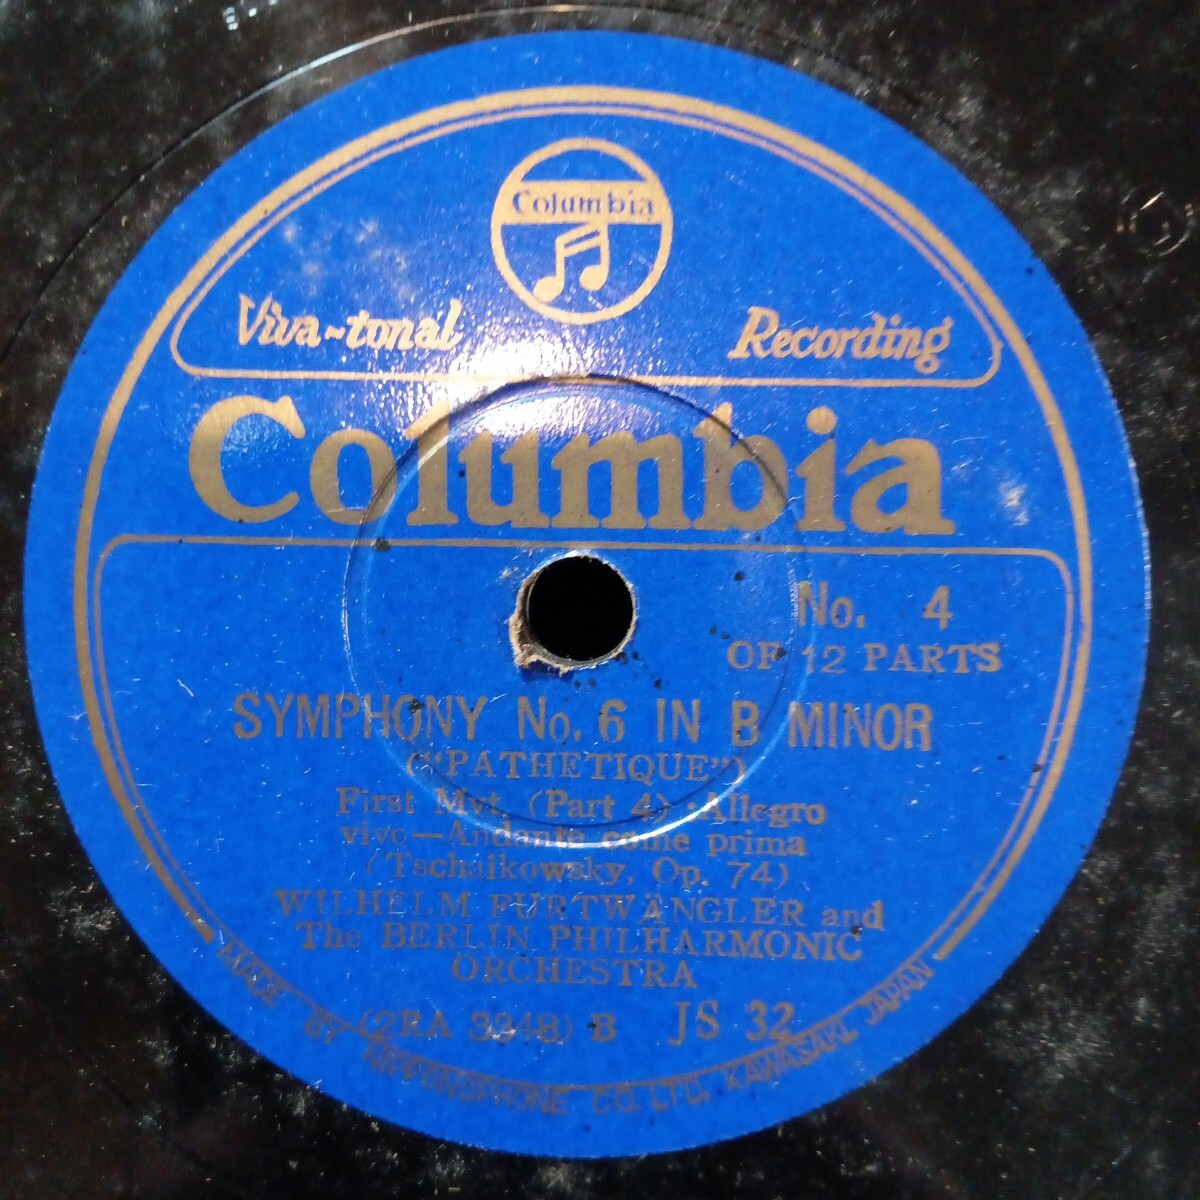 Columbia
Viva-tonal Recording
Columbia
No. 4
OF 12 PARTS
SYMPHONY No. 6 IN B MINOR
("PATHETIQUE")
First Mvt. (Part 4) : Allegro
vivo—Andante come prima
(Tschaikowsky, Op. 74)
WILHELM FURTWÄNGLER and
The BERLIN PHILHARMONIC
ORCHESTRA
(2RA 3948) B JS 32
MADE BY NIPPONOPHONE CO. LTD. KAWASAKI JAPAN